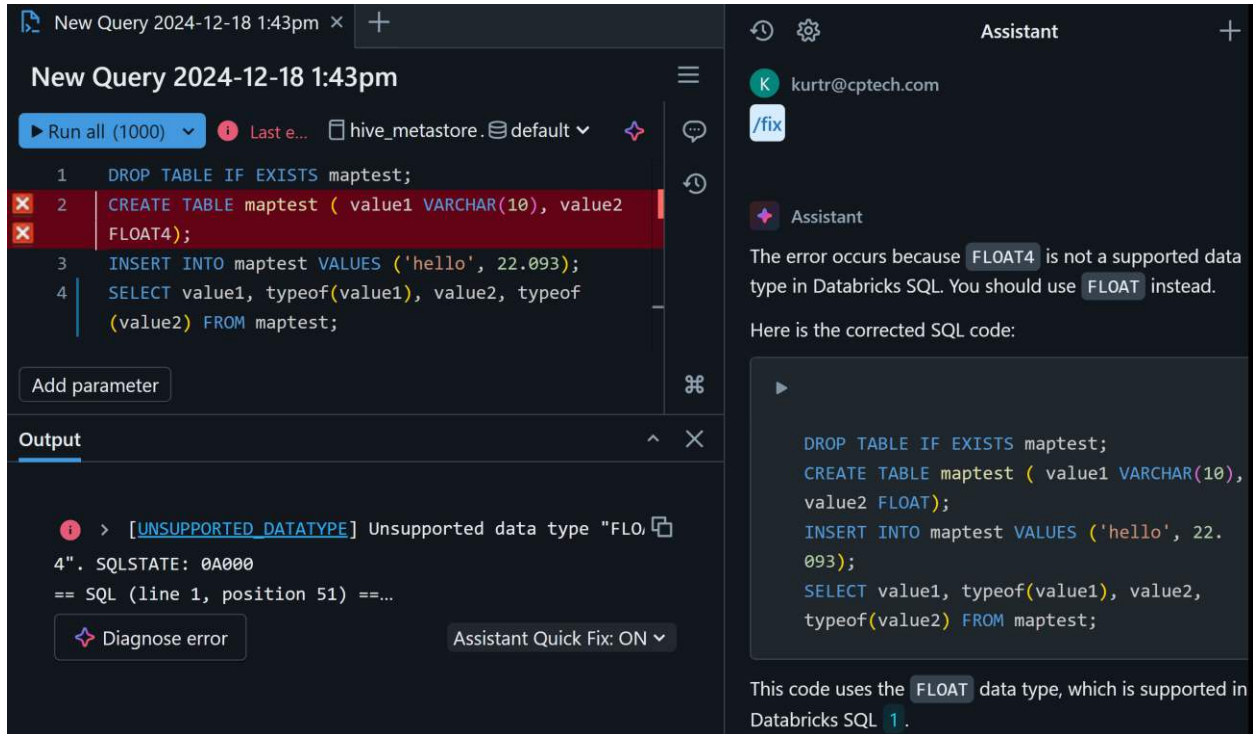 New Query 2024-12-18 1:43pm × +
New Query 2024-12-18 1:43pm
Run all (1000) Last e... hive_metastore. default
1 DROP TABLE IF EXISTS maptest;
2 CREATE TABLE maptest ( value1 VARCHAR(10), value2
FLOAT4);
3 INSERT INTO maptest VALUES ('hello', 22.093);
4 SELECT value1, typeof(value1), value2, typeof
(value2) FROM maptest;
Add parameter
Output
> [UNSUPPORTED_DATATYPE] Unsupported data type "FLO
4". SQLSTATE: 0A000
== SQL (line 1, position 51) ==…
Diagnose error Assistant Quick Fix: ON
Assistant
K kurtr@cptech.com
/fix
Assistant
The error occurs because FLOAT4 is not a supported data
type in Databricks SQL. You should use FLOAT instead.
Here is the corrected SQL code:
DROP TABLE IF EXISTS maptest;
CREATE TABLE maptest ( value1 VARCHAR(10),
value2 FLOAT);
INSERT INTO maptest VALUES ('hello', 22.
093);
SELECT value1, typeof(value1), value2,
typeof(value2) FROM maptest;
This code uses the FLOAT data type, which is supported in
Databricks SQL 1 .